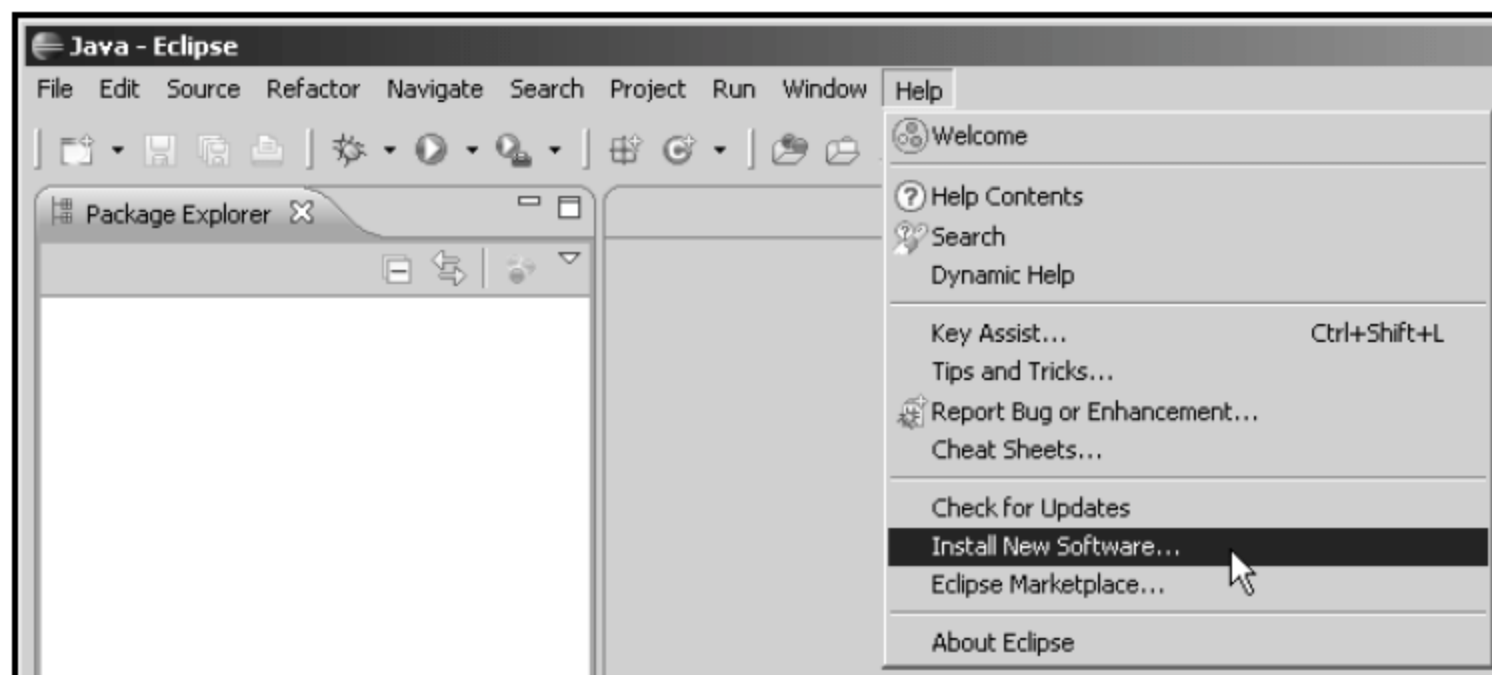 Java - Eclipse
File Edit Source Refactor Navigate Search Project Run Window Help
Package Explorer
Welcome
Help Contents
Search
Dynamic Help
Key Assist... Ctrl+Shift+L
Tips and Tricks...
Report Bug or Enhancement...
Cheat Sheets...
Check for Updates
Install New Software...
Eclipse Marketplace...
About Eclipse